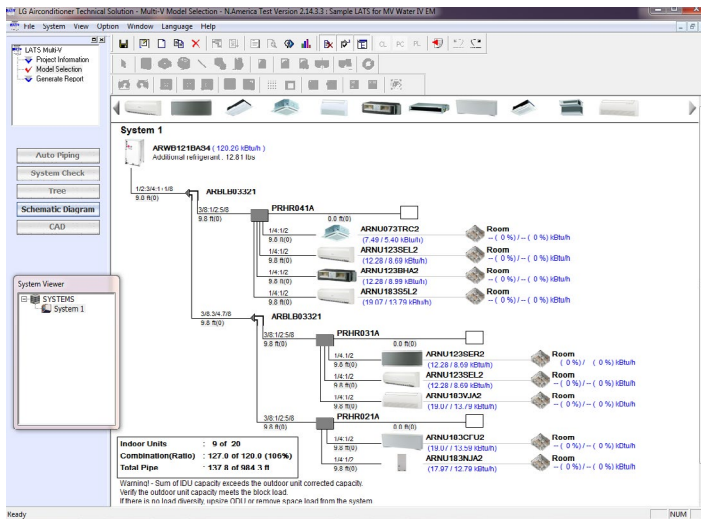 LG Airconditioner Technical Solution - Multi-V Model Selection - N.America Test Version 2.14.3.3 : Sample LATS for MV Water IV EM
File System View Option Window Language Help
LATS Multi-V
Project Information
Model Selection
Generate Report
CL PC PL
Auto Piping
System Check
Tree
Schematic Diagram
CAD
System Viewer
SYSTEMS
System 1
System 1
ARWB121BAS4 ( 120.20 kBtu/h )
Additional refrigerant : 12.81 lbs
1/2:3/4:1-1/8
9.8 ft(0)
ARBLB03321
3/8:1/2:5/8
9.8 ft(0)
PRHR041A
0.0 ft(0)
1/4:1/2
9.8 ft(0)
ARNU073TRC2
(7.49 / 5.40 kBtu/h)
Room
-- ( 0 %) / -- ( 0 %) kBtu/h
1/4:1/2
9.8 ft(0)
ARNU123SEL2
(12.28 / 8.69 kBtu/h)
Room
-- ( 0 %) / -- ( 0 %) kBtu/h
1/4:1/2
9.8 ft(0)
ARNU123BHA2
(12.28 / 8.99 kBtu/h)
Room
-- ( 0 %) / -- ( 0 %) kBtu/h
1/4:1/2
9.8 ft(0)
ARNU183S5L2
(19.07 / 13.79 kBtu/h)
Room
-- ( 0 %) / -- ( 0 %) kBtu/h
3/8:3/4:7/8
9.8 ft(0)
ARBLB03321
3/8:1/2:5/8
9.8 ft(0)
PRHR031A
0.0 ft(0)
1/4:1/2
9.8 ft(0)
ARNU123SER2
(12.28 / 8.69 kBtu/h)
Room
( 0 %) / ( 0 %) kBtu/h
1/4:1/2
9.8 ft(0)
ARNU123SEL2
(12.28 / 8.69 kBtu/h)
Room
-- ( 0 %) / -- ( 0 %) kBtu/h
1/4:1/2
9.8 ft(0)
ARNU183VJA2
(19.07 / 13.79 kBtu/h)
Room
-- ( 0 %) / -- ( 0 %) kBtu/h
3/8:1/2:5/8
9.8 ft(0)
PRHR021A
0.0 ft(0)
1/4:1/2
9.8 ft(0)
ARNU183CFU2
(19.07 / 13.59 kBtu/h)
Room
-- ( 0 %) / -- ( 0 %) kBtu/h
1/4:1/2
9.8 ft(0)
ARNU183NJA2
(17.97 / 12.79 kBtu/h)
Room
-- ( 0 %) / -- ( 0 %) kBtu/h
Indoor Units : 9 of 20
Combination(Ratio) : 127.0 of 120.0 (106%)
Total Pipe : 137.8 of 984.3 ft
Warning! - Sum of IDU capacity exceeds the outdoor unit corrected capacity.
Verify the outdoor unit capacity meets the block load.
If there is no load diversity, upsize ODU or remove space load from the system.
Ready
NUM